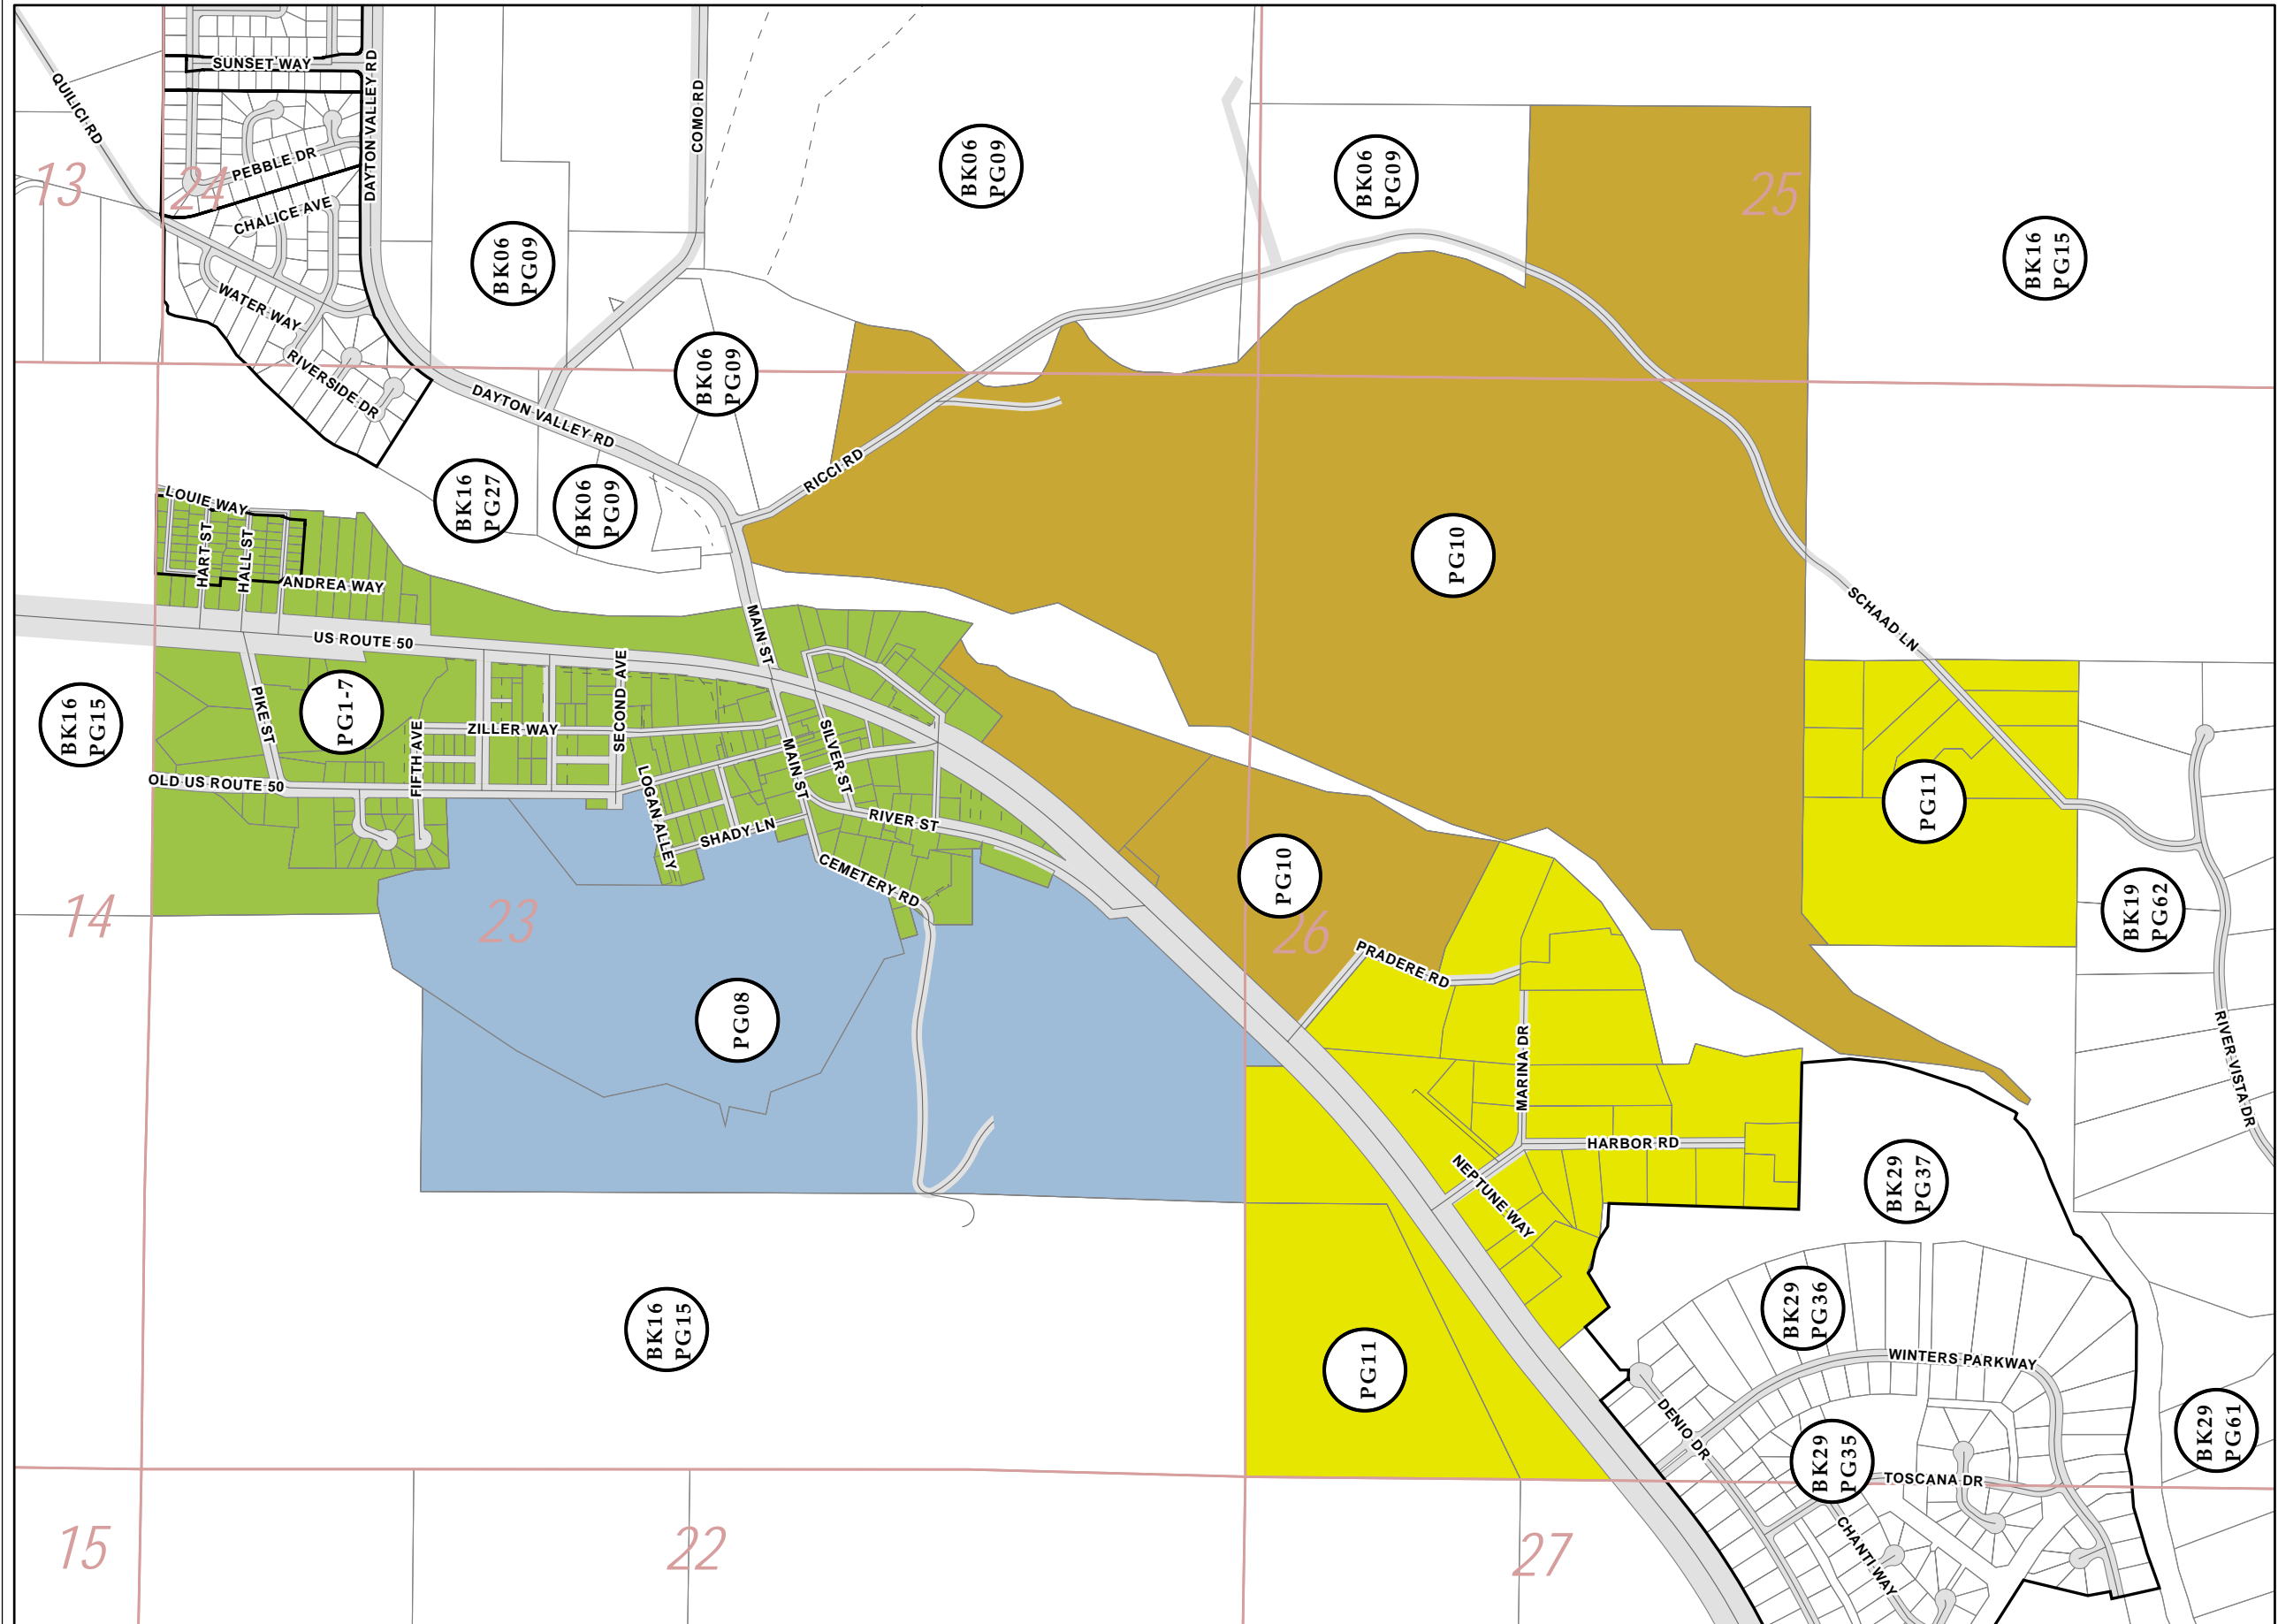 SUNSET WAY
DAYTON VALLEY RD
COMO RD
QUILICI RD
13
24
PEBBLE DR
CHALICE AVE
BK06
PG09
BK06
PG09
BK06
PG09
25
BK16
PG15
WATER WAY
RIVERSIDE DR
BK06
PG09
DAYTON VALLEY RD
RICCI RD
LOUIE WAY
BK16
PG27
BK06
PG09
HART ST
HALL ST
ANDREA WAY
PG10
SCHAAD LN
US ROUTE 50
MAIN ST
BK16
PG15
PIKE ST
PG1-7
FIFTH AVE
ZILLER WAY
SECOND AVE
MAIN ST
SILVER ST
OLD US ROUTE 50
LOGAN ALLEY
SHADY LN
RIVER ST
CEMETERY RD
PG11
PG10
14
23
26
PRADERE RD
BK19
PG62
PG08
MARINA DR
RIVER VISTA DR
HARBOR RD
NEPTUNE WAY
BK29
PG37
BK16
PG15
PG11
BK29
PG36
WINTERS PARKWAY
DENIO DR
BK29
PG35
TOSCANA DR
BK29
PG61
CHANTI WAY
15
22
27